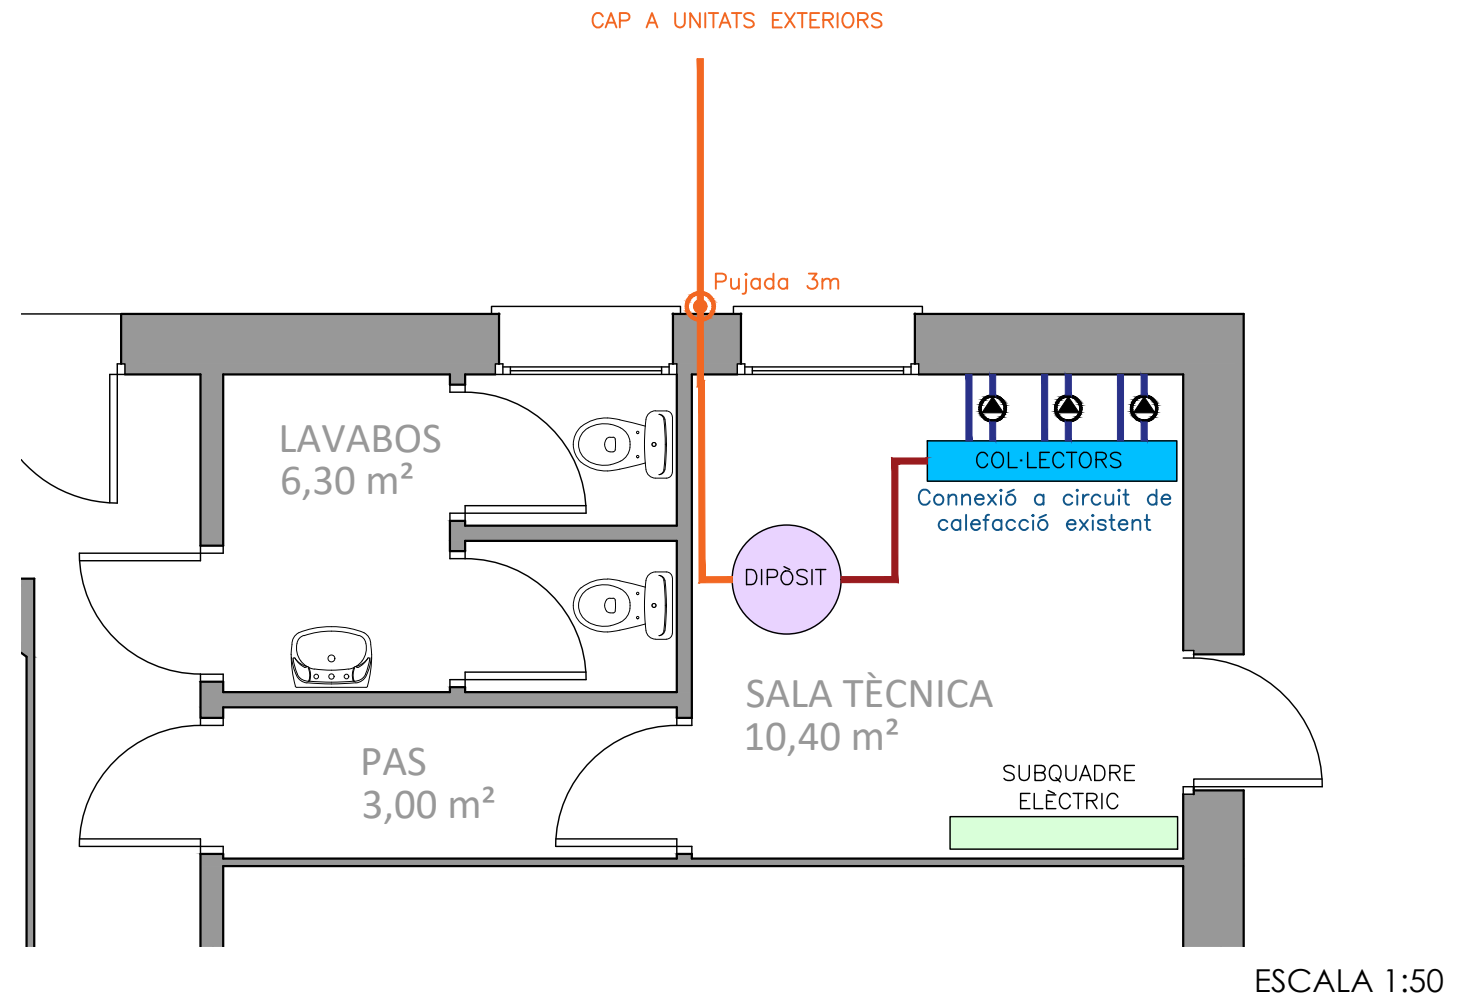 CAP A UNITATS EXTERIORS
Pujada 3m
LAVABOS
6,30 m²
COL·LECTORS
Connexió a circuit de
calefacció existent
DIPÒSIT
SALA TÈCNICA
10,40 m²
PAS
3,00 m²
SUBQUADRE
ELÈCTRIC
ESCALA 1:50